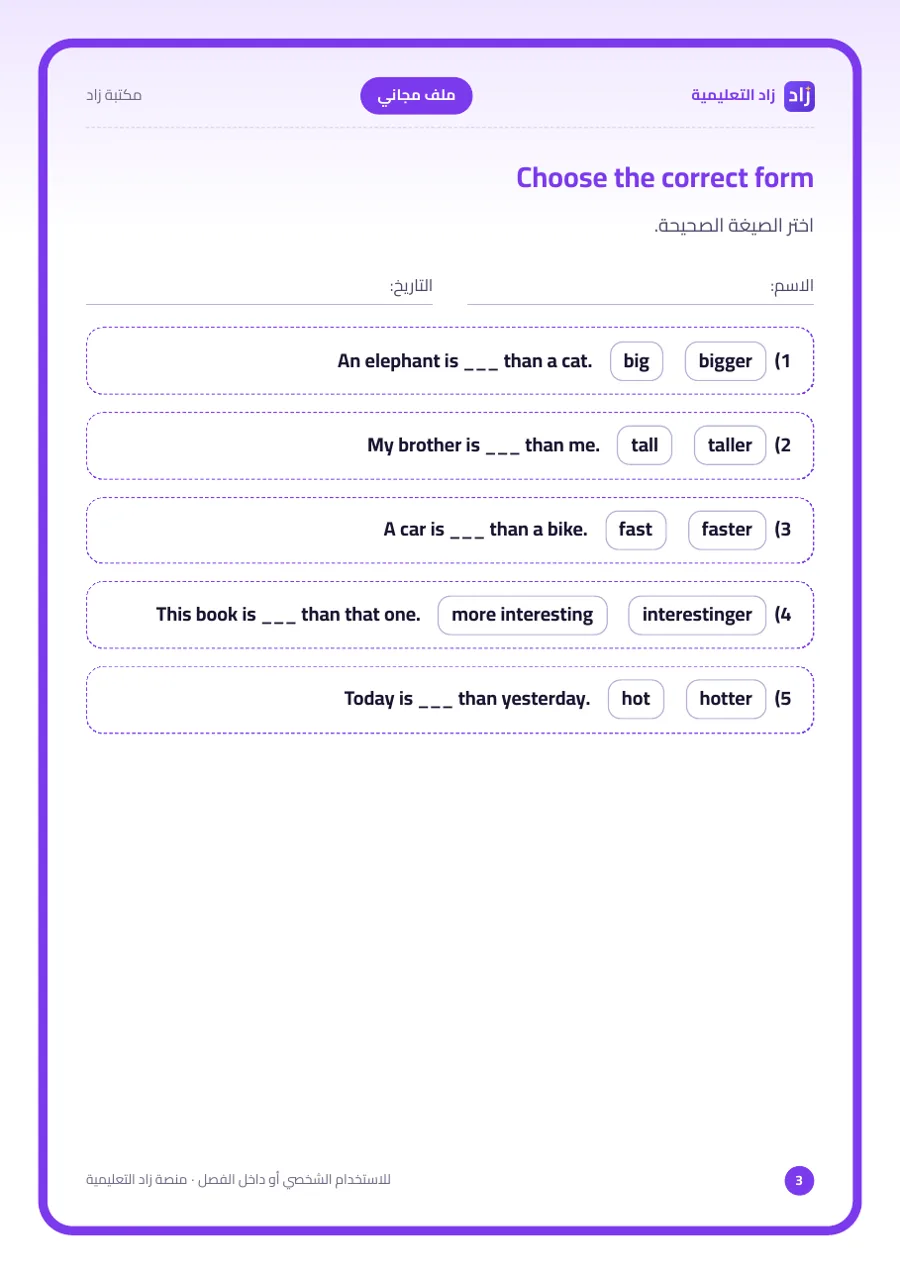 زاد زاد التعليمية
ملف مجاني
مكتبة زاد
Choose the correct form
اختر الصيغة الصحيحة.
الاسم:
التاريخ:
1) bigger big An elephant is ___ than a cat.
2) taller tall My brother is ___ than me.
3) faster fast A car is ___ than a bike.
4) interestinger more interesting This book is ___ than that one.
5) hotter hot Today is ___ than yesterday.
3
للاستخدام الشخصي أو داخل الفصل · منصة زاد التعليمية